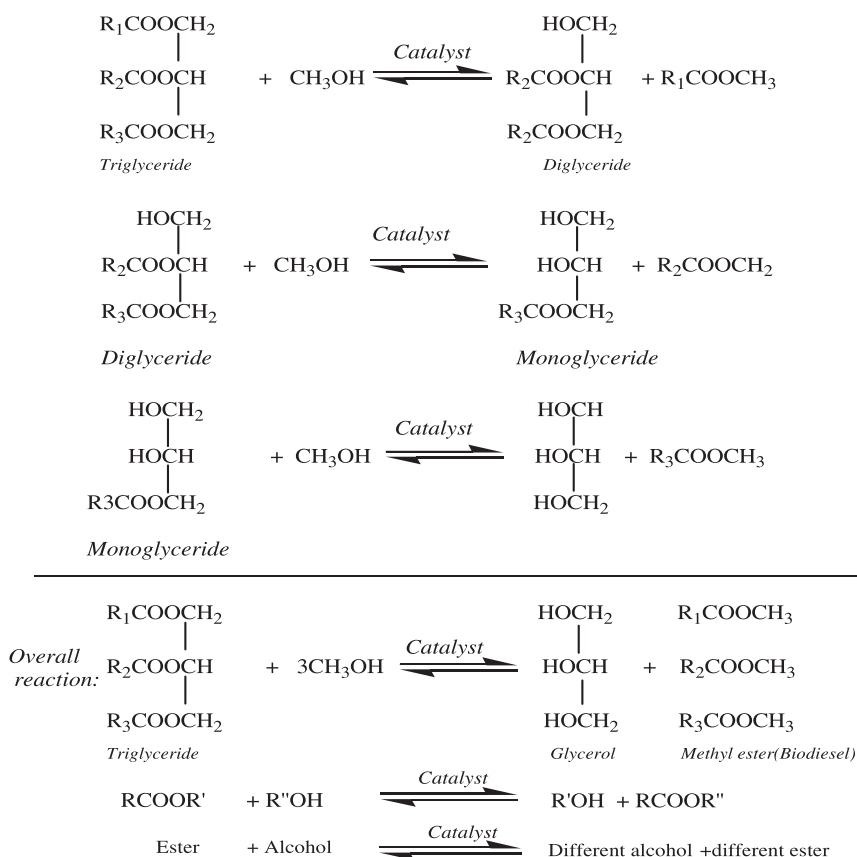 R₁COOCH₂ HOCH₂
Catalyst
R₂COOCH + CH₃OH R₂COOCH + R₁COOCH₃
R₃COOCH₂ R₂COOCH₂
Triglyceride Diglyceride
HOCH₂ HOCH₂
Catalyst
R₂COOCH + CH₃OH HOCH + R₂COOCH₂
R₃COOCH₂ R₃COOCH₂
Diglyceride Monoglyceride
HOCH₂ HOCH
Catalyst
HOCH + CH₃OH HOCH + R₃COOCH₃
R3COOCH₂ HOCH₂
Monoglyceride
R₁COOCH₂ HOCH₂ R₁COOCH₃
Catalyst
Overall reaction: R₂COOCH + 3CH₃OH HOCH + R₂COOCH₃
R₃COOCH₂ HOCH₂ R₃COOCH₃
Triglyceride Glycerol Methyl ester(Biodiesel)
Catalyst
RCOOR' + R"OH R'OH + RCOOR"
Catalyst
Ester + Alcohol Different alcohol +different ester